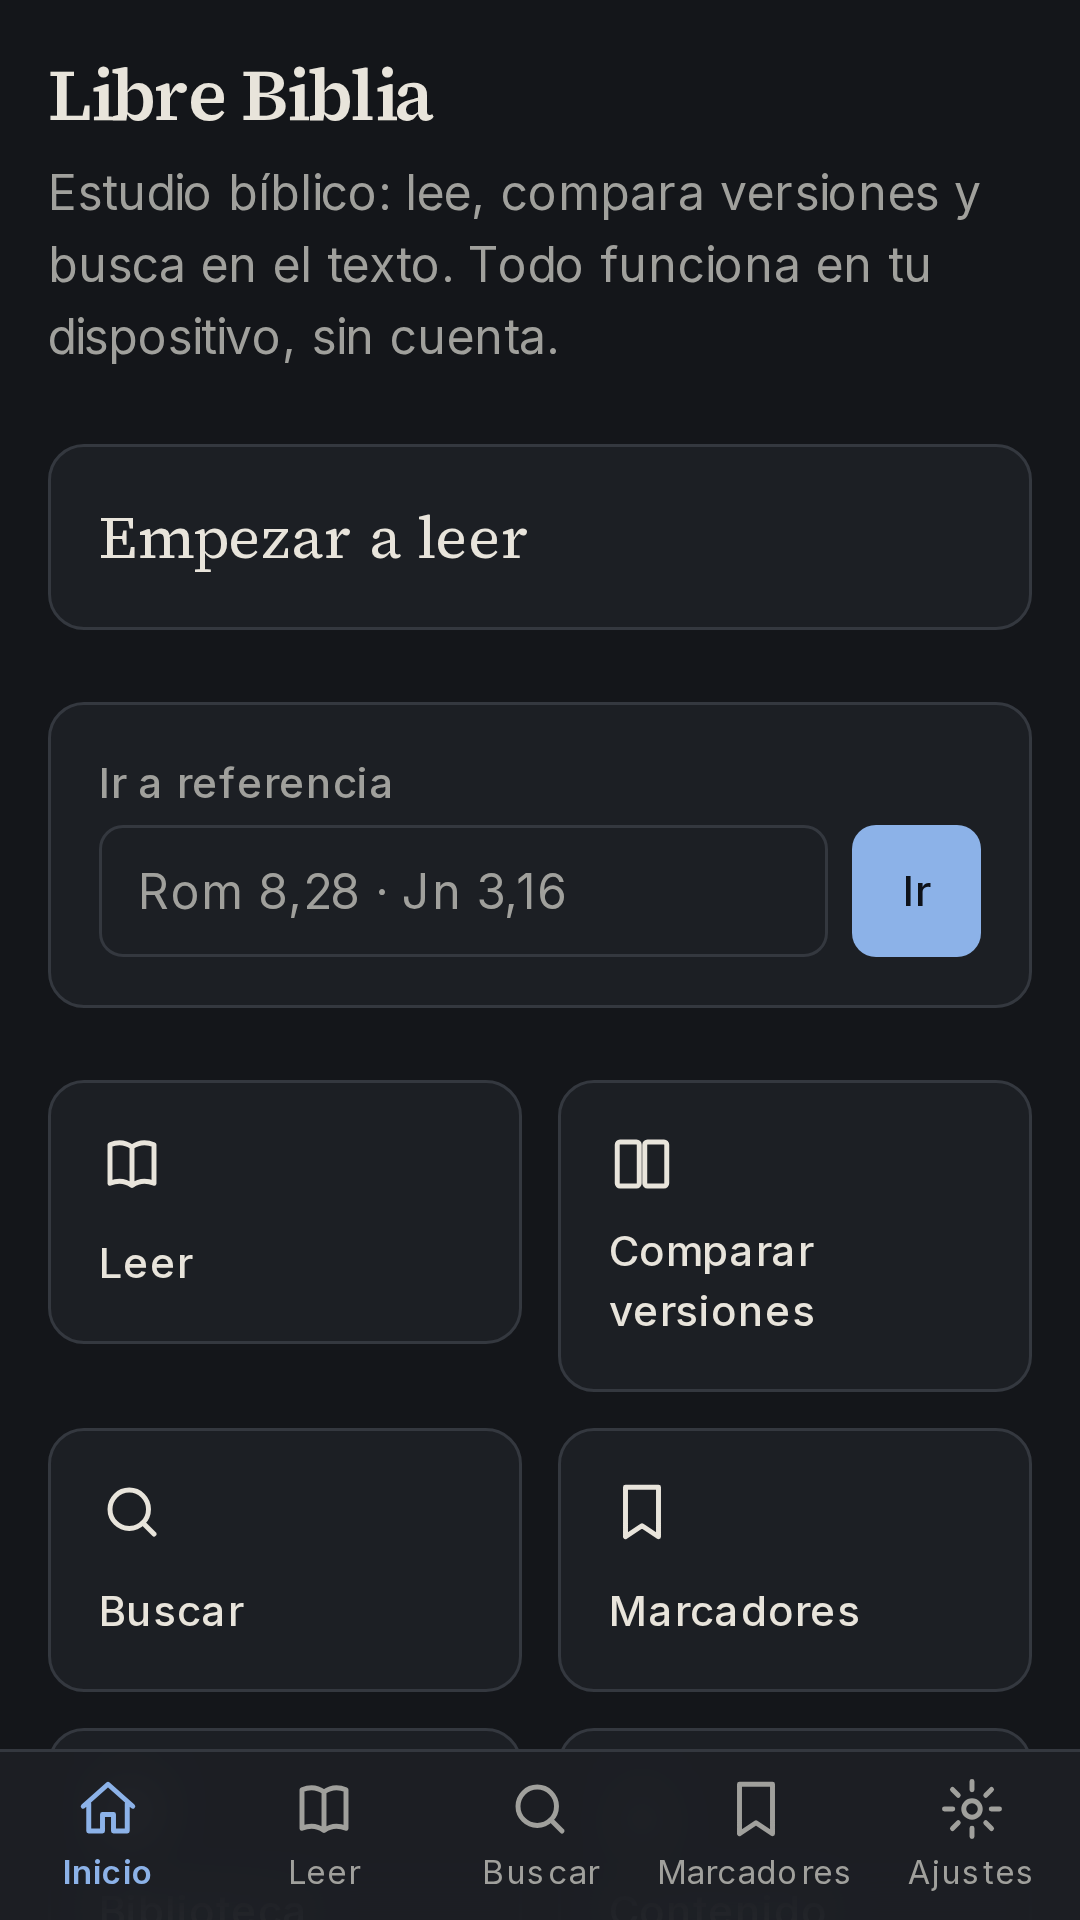 Libre Biblia
Estudio bíblico: lee, compara versiones y
busca en el texto. Todo funciona en tu
dispositivo, sin cuenta.
Empezar a leer
Ir a referencia
Rom 8,28 · Jn 3,16
Ir
Leer
Comparar
versiones
Buscar
Marcadores
Inicio
Leer
Buscar
Marcadores
Ajustes
Biblioteca
Contenido